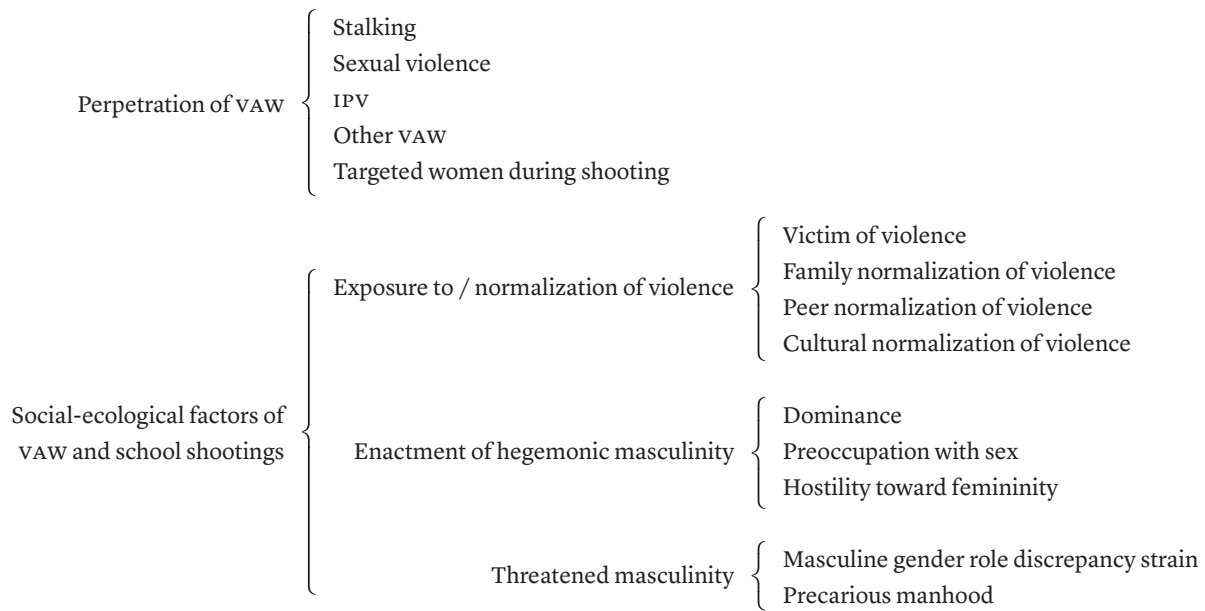 Perpetration of VAW
Stalking
Sexual violence
IPV
Other VAW
Targeted women during shooting
Social-ecological factors of
VAW and school shootings
Exposure to / normalization of violence
Victim of violence
Family normalization of violence
Peer normalization of violence
Cultural normalization of violence
Enactment of hegemonic masculinity
Dominance
Preoccupation with sex
Hostility toward femininity
Threatened masculinity
Masculine gender role discrepancy strain
Precarious manhood